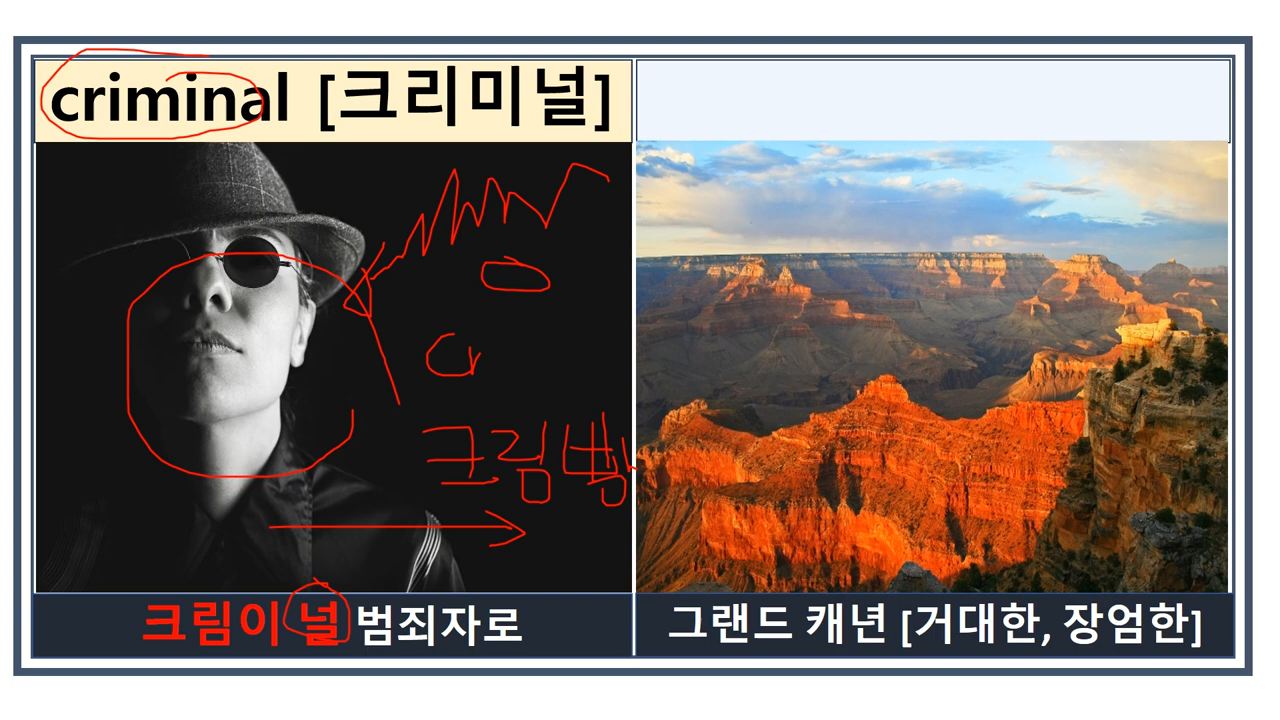 criminal [크리미널]
cr
크림빵
크림이 널 범죄자로
그랜드 캐년 [거대한, 장엄한]